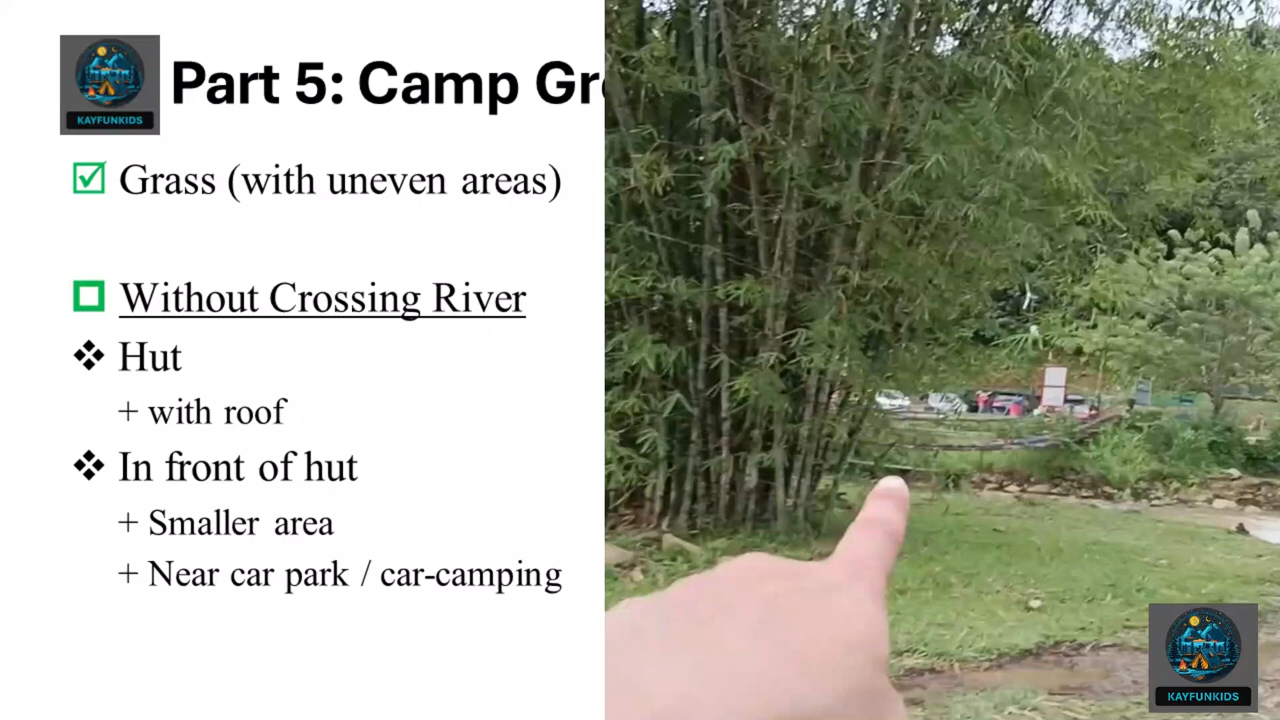 KAYFUNKIDS
Part 5: Camp Gr
Grass (with uneven areas)
Without Crossing River
Hut
+ with roof
In front of hut
+ Smaller area
+ Near car park / car-camping
KAYFUNKIDS